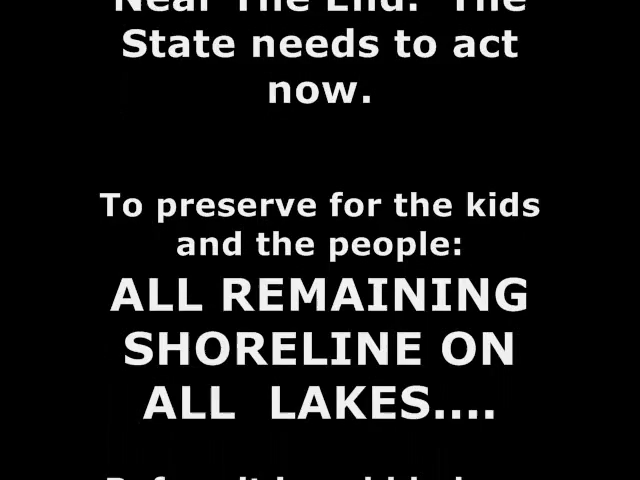 Near The End. The
State needs to act
now.
To preserve for the kids
and the people:
ALL REMAINING
SHORELINE ON
ALL  LAKES....